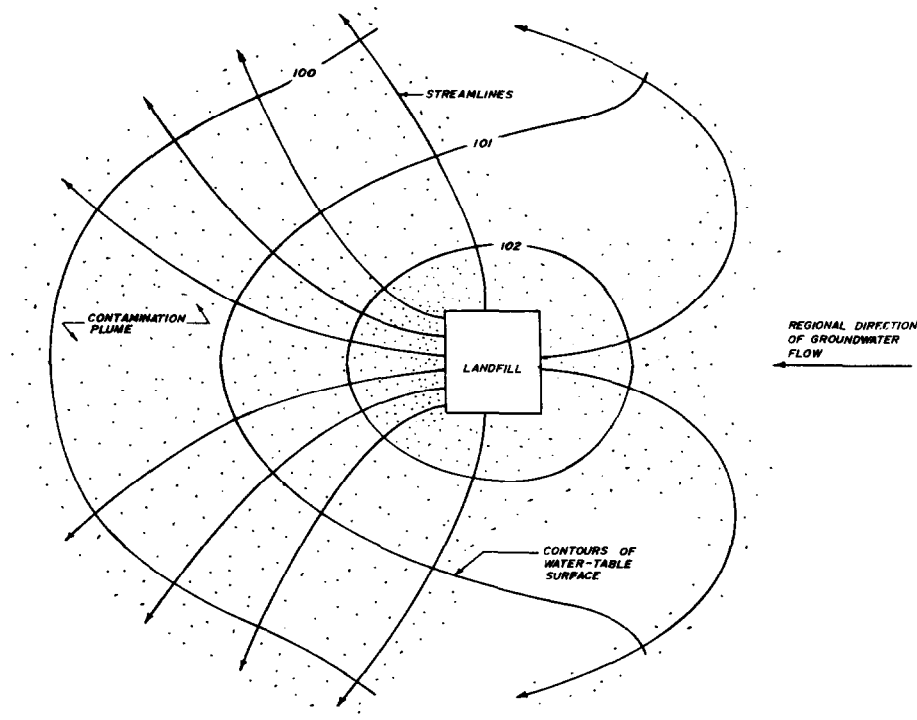 100
STREAMLINES
101
102
CONTAMINATION
PLUME
LANDFILL
REGIONAL DIRECTION
OF GROUNDWATER
FLOW
CONTOURS OF
WATER-TABLE
SURFACE